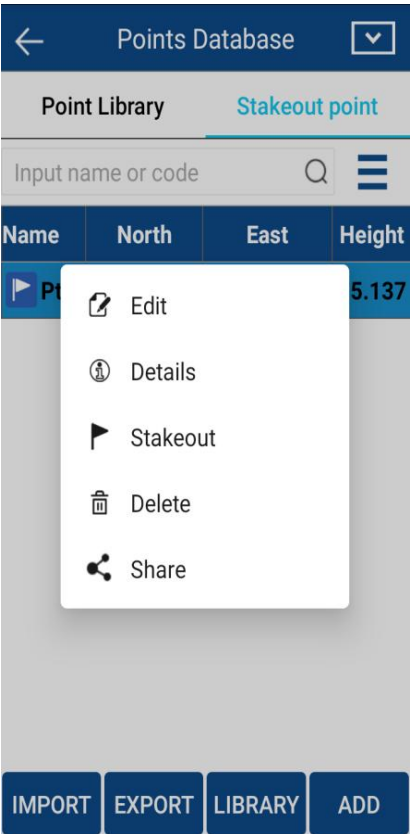 Points Database
Point Library Stakeout point
Input name or code
Name North East Height
5.137
Edit
Details
Stakeout
Delete
Share
IMPORT EXPORT LIBRARY ADD